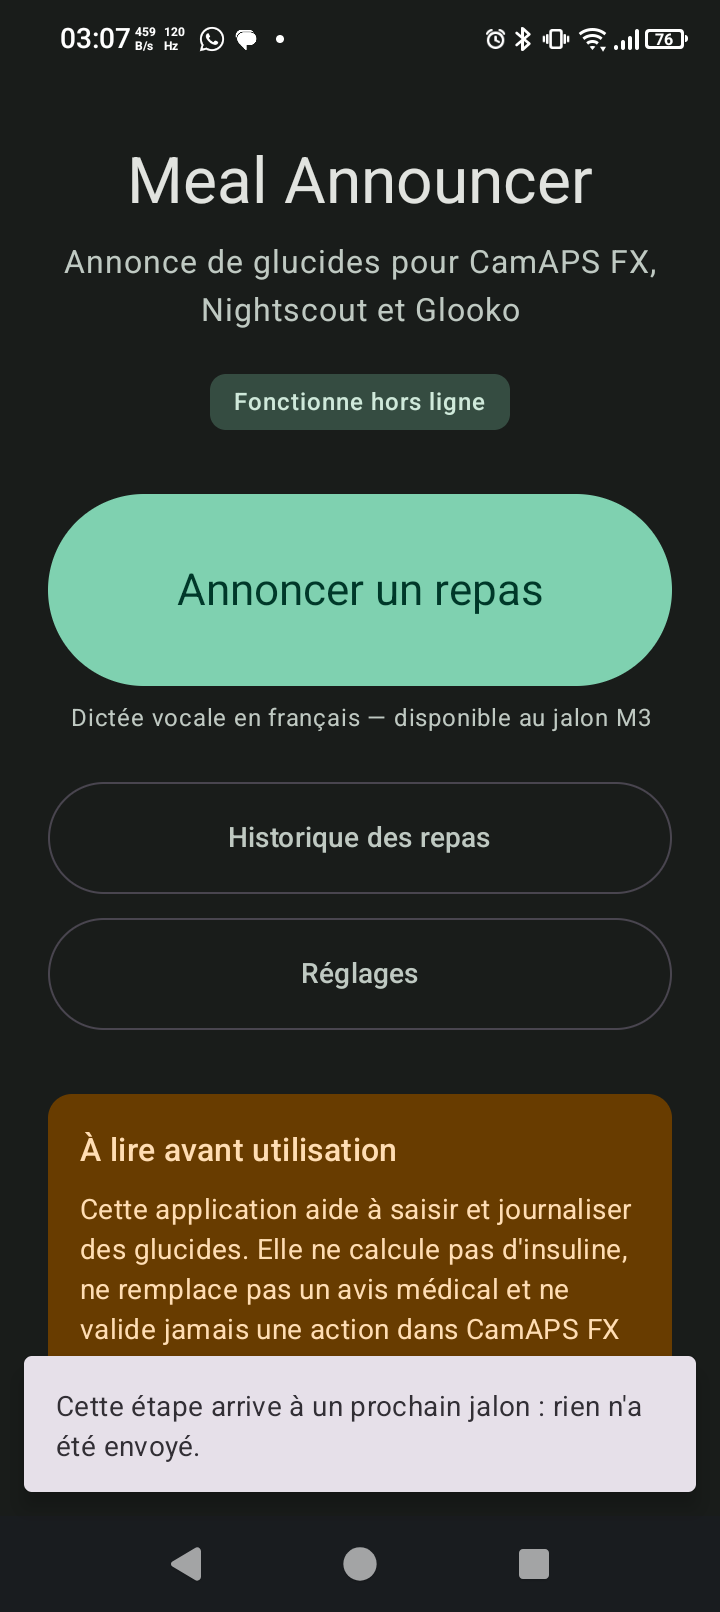 03:07 459 B/s 120 Hz 76
Meal Announcer
Annonce de glucides pour CamAPS FX,
Nightscout et Glooko
Fonctionne hors ligne
Annoncer un repas
Dictée vocale en français — disponible au jalon M3
Historique des repas
Réglages
À lire avant utilisation
Cette application aide à saisir et journaliser
des glucides. Elle ne calcule pas d'insuline,
ne remplace pas un avis médical et ne
valide jamais une action dans CamAPS FX
Cette étape arrive à un prochain jalon : rien n'a
été envoyé.